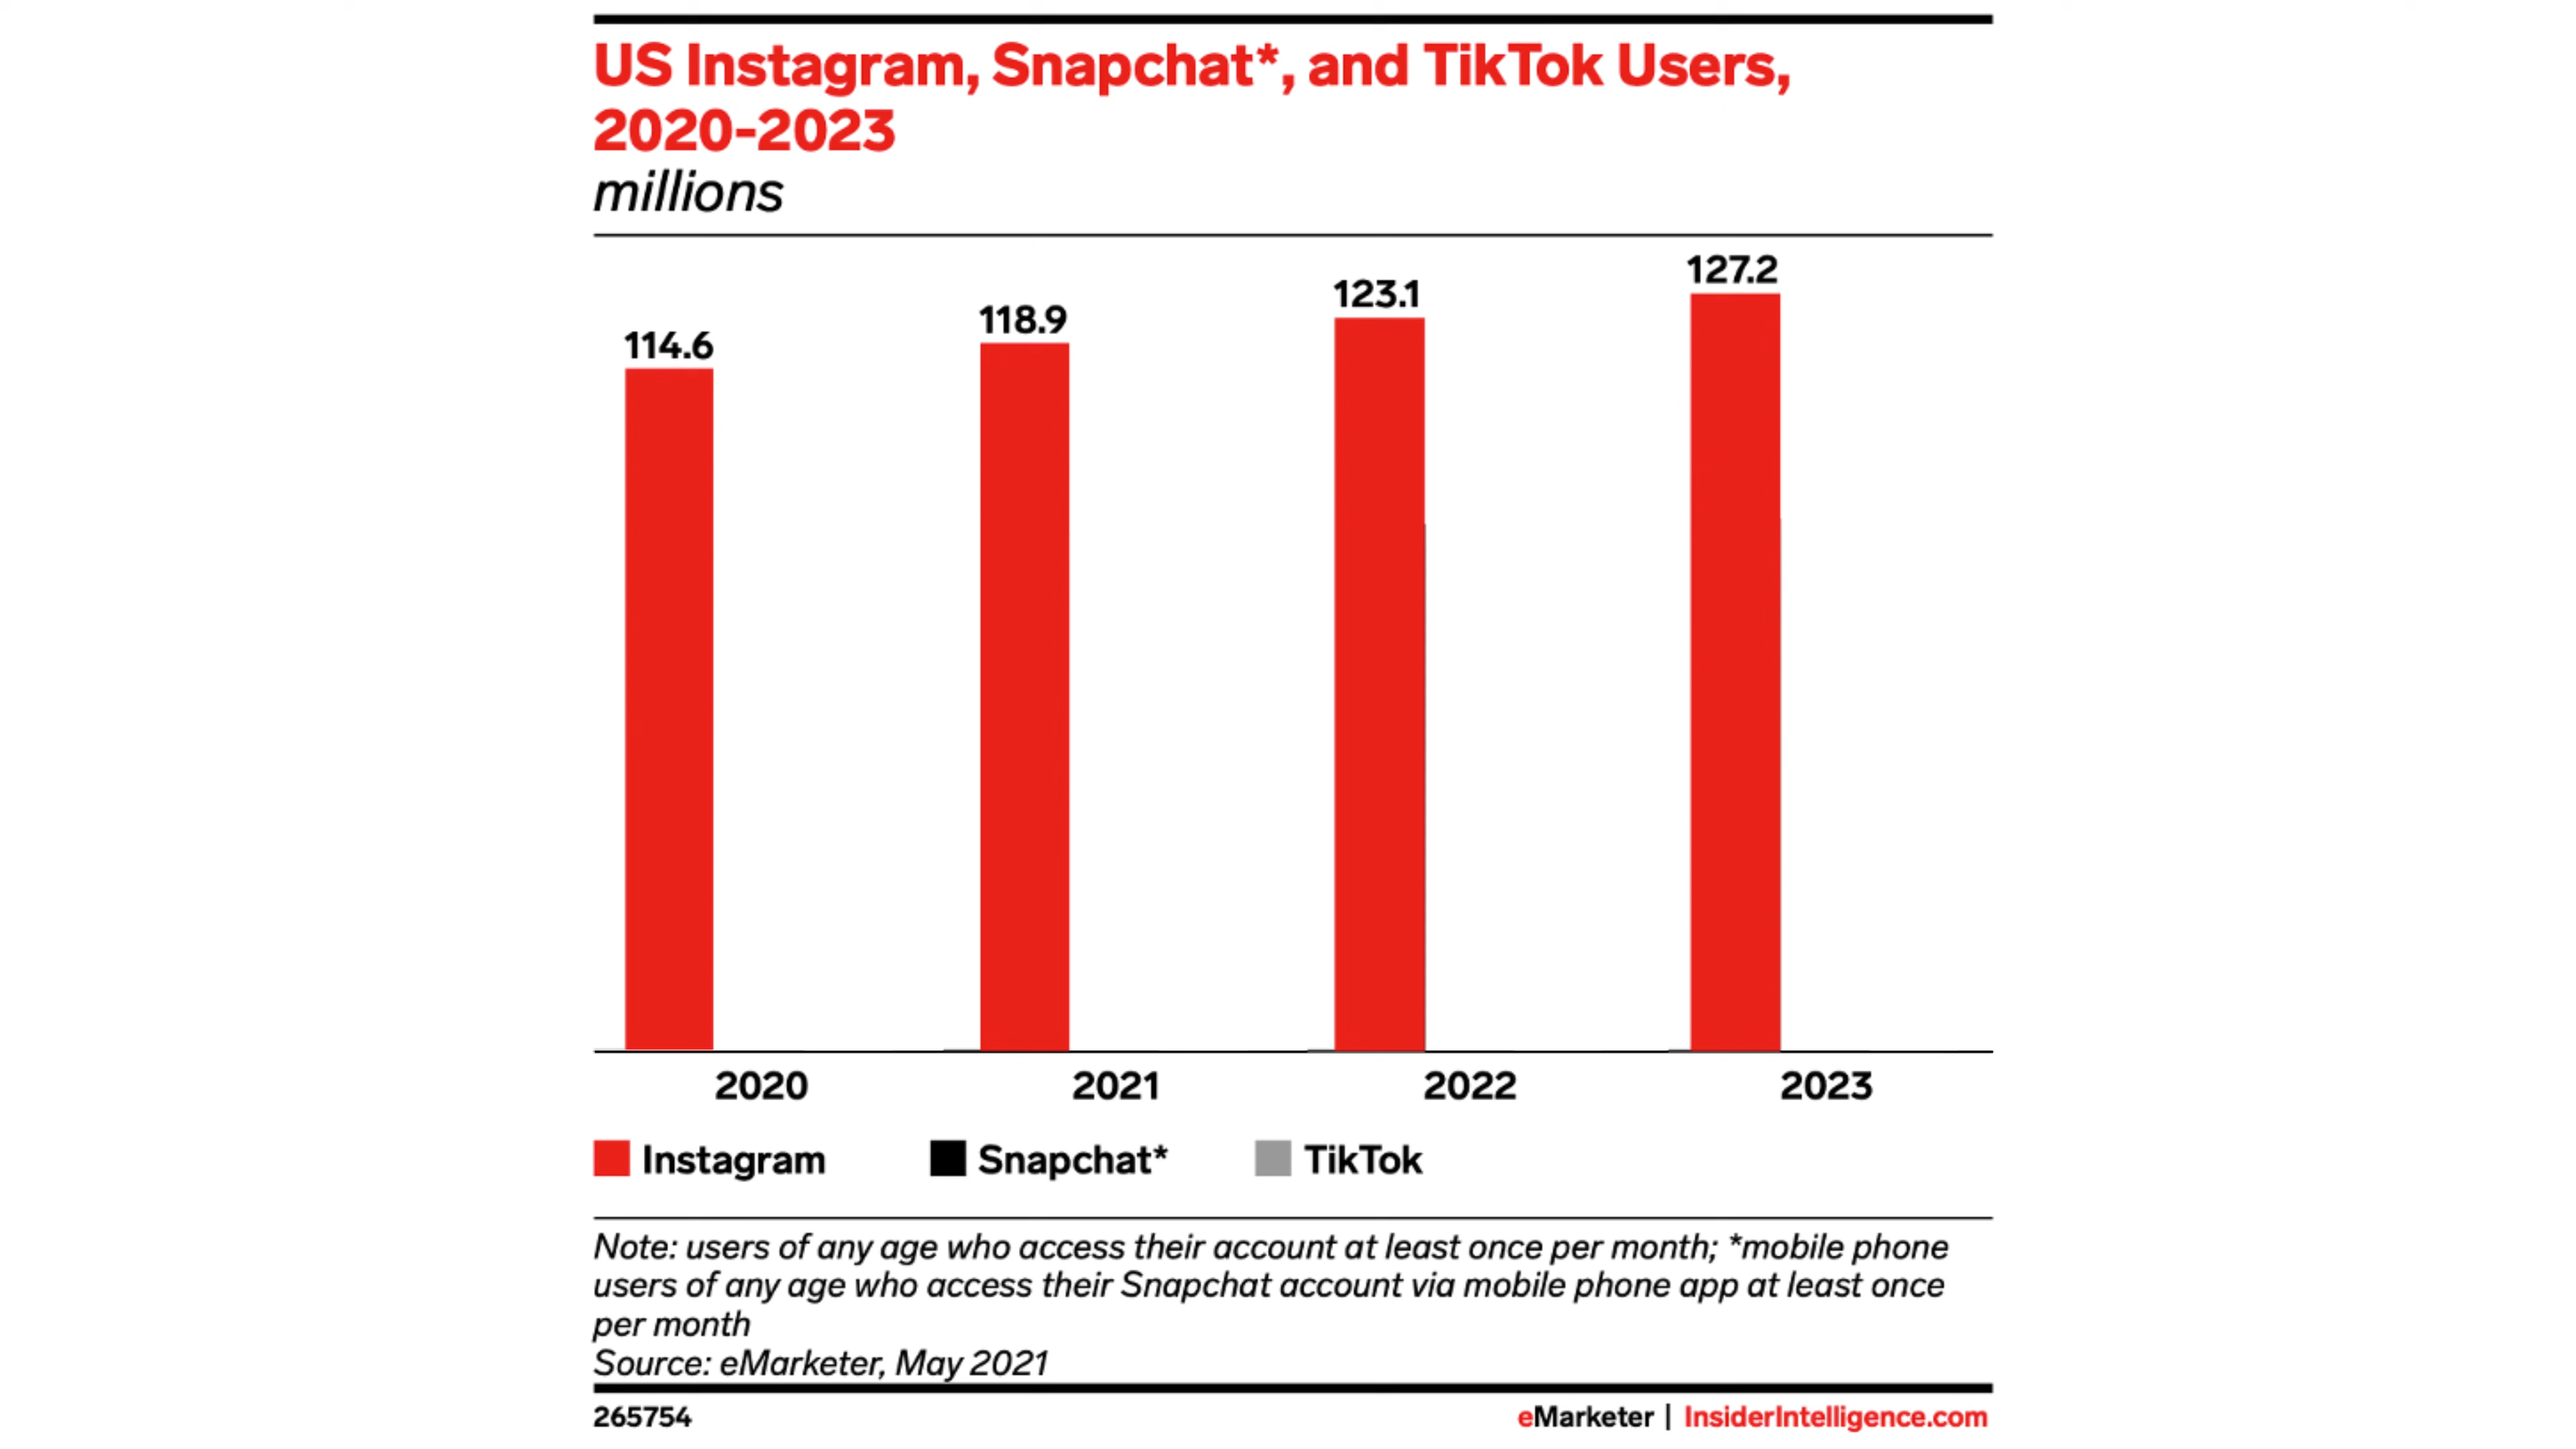 US Instagram, Snapchat*, and TikTok Users,
2020-2023
millions
114.6
118.9
123.1
127.2
2020
2021
2022
2023
Instagram
Snapchat*
TikTok
Note: users of any age who access their account at least once per month; *mobile phone
users of any age who access their Snapchat account via mobile phone app at least once
per month
Source: eMarketer, May 2021
265754
eMarketer | InsiderIntelligence.com